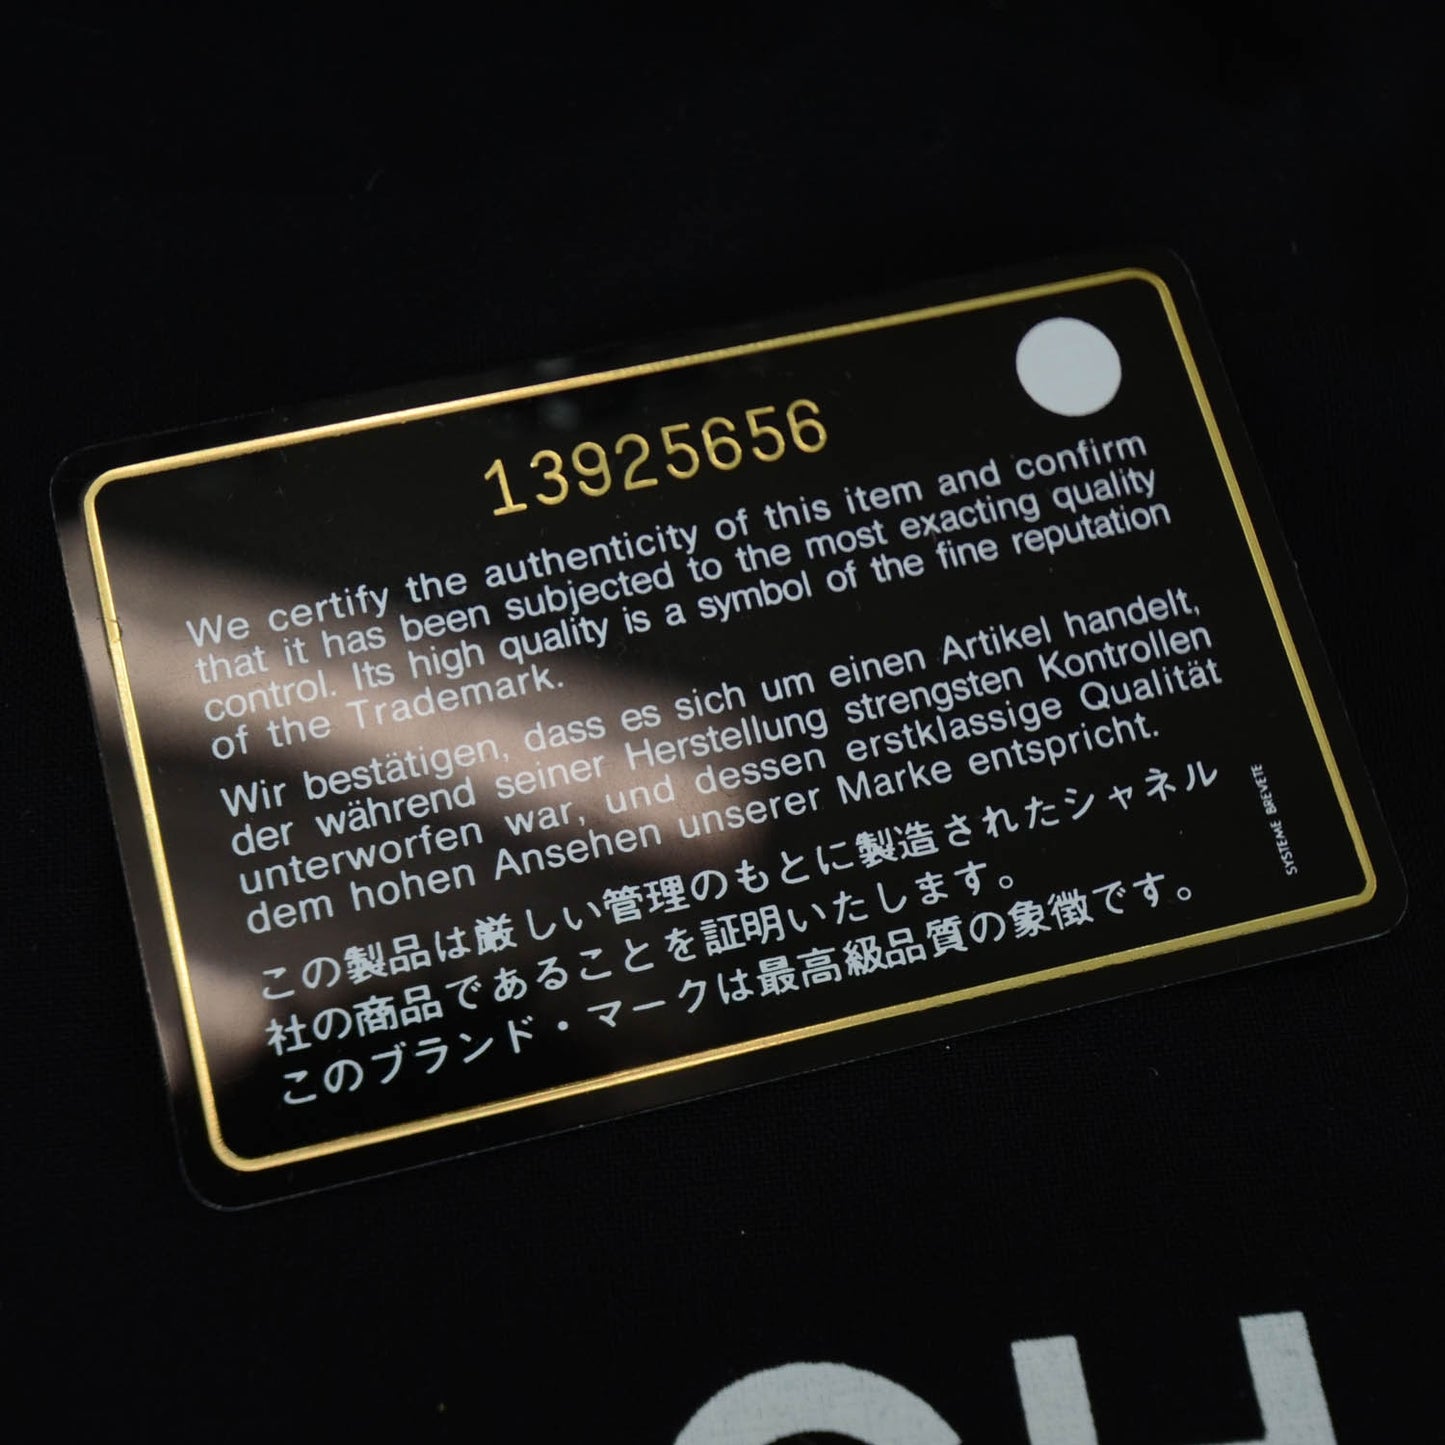 13925656
We certify the authenticity of this item and confirm
that it has been subjected to the most exacting quality
control. Its high quality is a symbol of the fine reputation
of the Trademark.
Wir bestätigen, dass es sich um einen Artikel handelt,
der während seiner Herstellung strengsten Kontrollen
unterworfen war, und dessen erstklassige Qualität
dem hohen Ansehen unserer Marke entspricht.
この製品は厳しい管理のもとに製造されたシャネル
社の商品であることを証明いたします。
このブランド・マークは最高級品質の象徴です。
SYSTEME BREVETE
CH